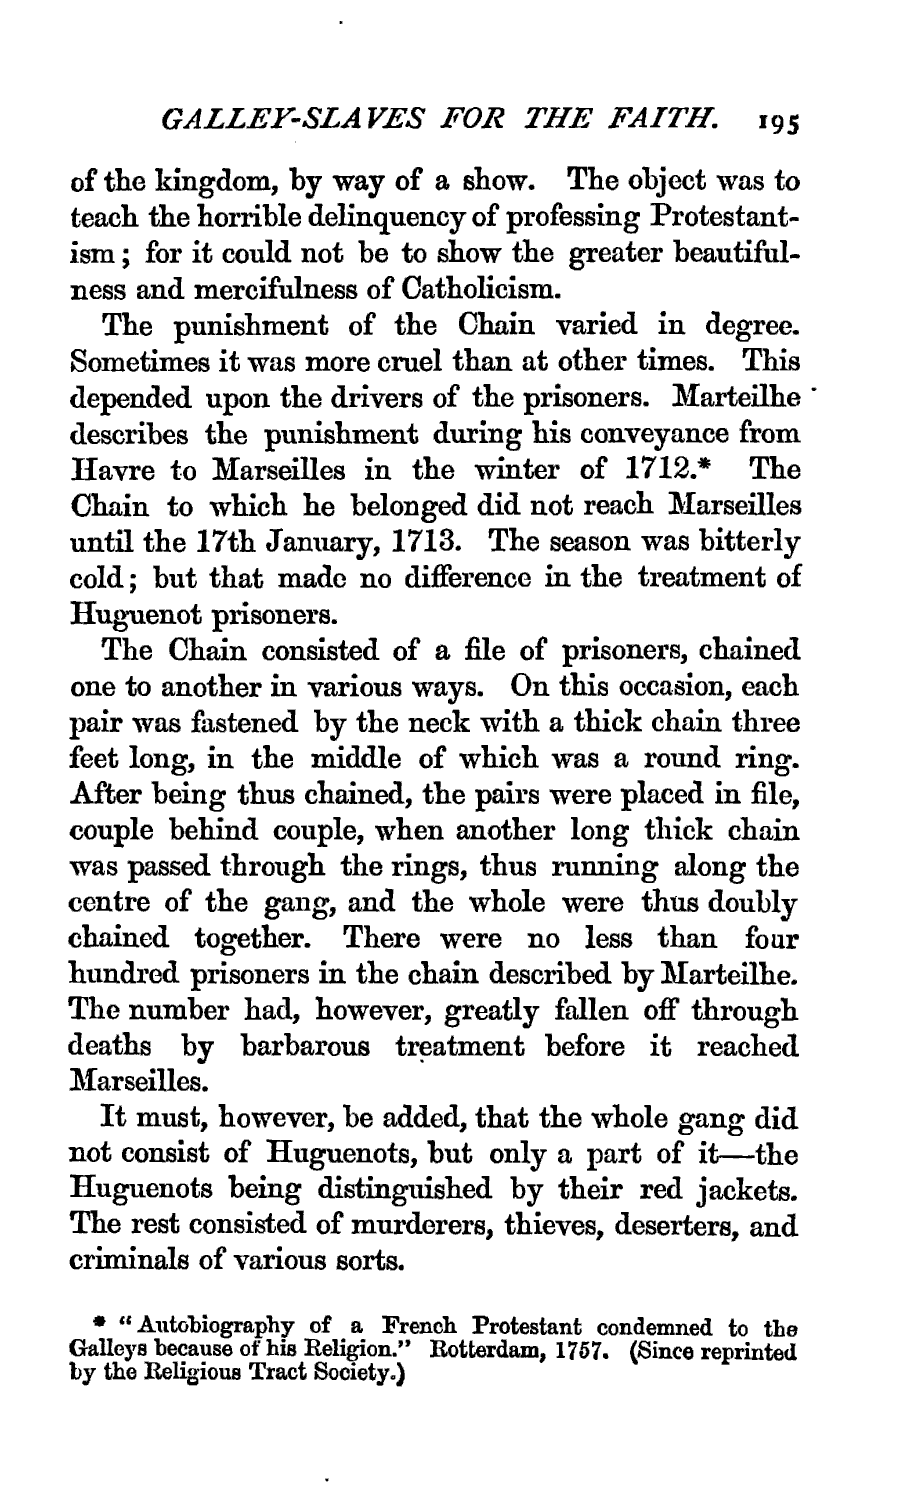 GALLEY-SLAVES FOR THE FAITH. 195
of the kingdom, by way of a show. The object was to
teach the horrible delinquency of professing Protestant-
ism; for it could not be to show the greater beautiful-
ness and mercifulness of Catholicism.
The punishment of the Chain varied in degree.
Sometimes it was more cruel than at other times. This
depended upon the drivers of the prisoners. Marteilhe
describes the punishment during his conveyance from
Havre to Marseilles in the winter of 1712.* The
Chain to which he belonged did not reach Marseilles
until the 17th January, 1713. The season was bitterly
cold; but that made no difference in the treatment of
Huguenot prisoners.
The Chain consisted of a file of prisoners, chained
one to another in various ways. On this occasion, each
pair was fastened by the neck with a thick chain three
feet long, in the middle of which was a round ring.
After being thus chained, the pairs were placed in file,
couple behind couple, when another long thick chain
was passed through the rings, thus running along the
centre of the gang, and the whole were thus doubly
chained together. There were no less than four
hundred prisoners in the chain described by Marteilhe.
The number had, however, greatly fallen off through
deaths by barbarous treatment before it reached
Marseilles.
It must, however, be added, that the whole gang did
not consist of Huguenots, but only a part of it—the
Huguenots being distinguished by their red jackets.
The rest consisted of murderers, thieves, deserters, and
criminals of various sorts.
* "Autobiography of a French Protestant condemned to the
Galleys because of his Religion." Rotterdam, 1757. (Since reprinted
by the Religious Tract Society.)